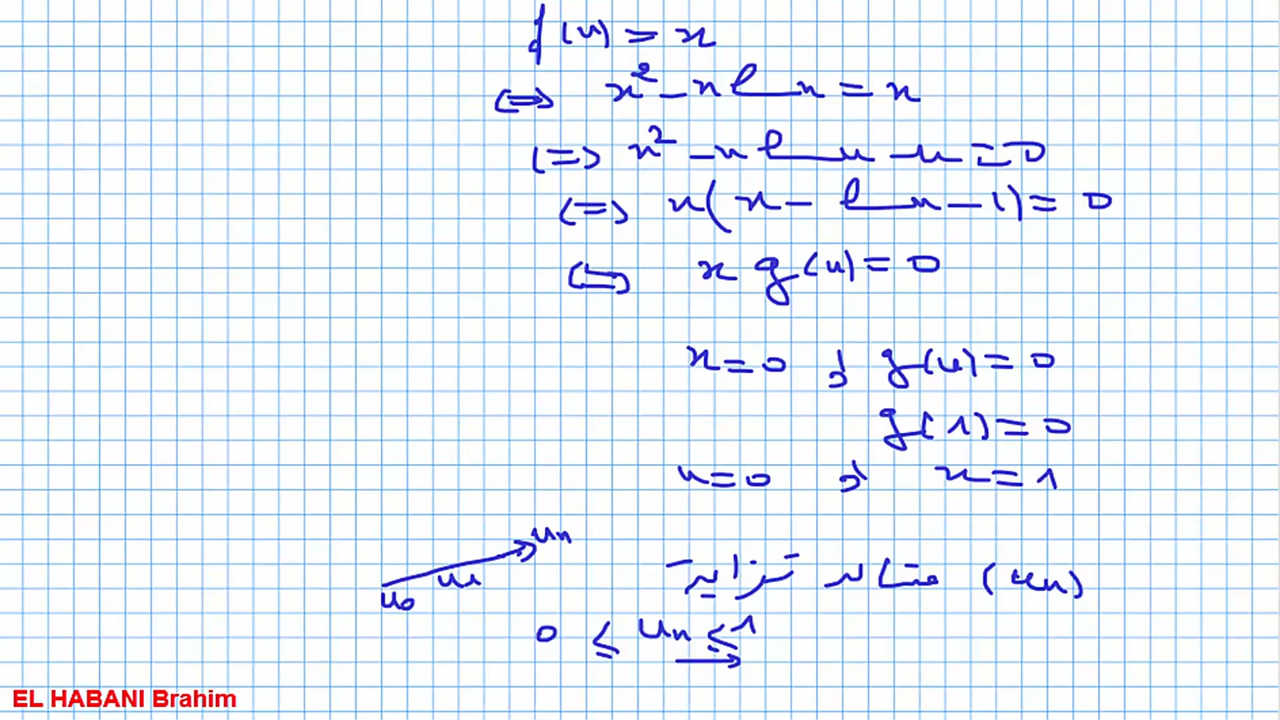 f(x) = x
⟺ x² - x ln x = x
⟺ x² - x ln x - x = 0
⟺ x(x - ln x - 1) = 0
⟺ x g(x) = 0
x = 0 أو g(x) = 0
g(1) = 0
x = 0 أو x = 1
u₀ u₁ uₙ
(uₙ) متتالية تزايدية
0 ≤ uₙ ≤ 1
EL HABANI Brahim